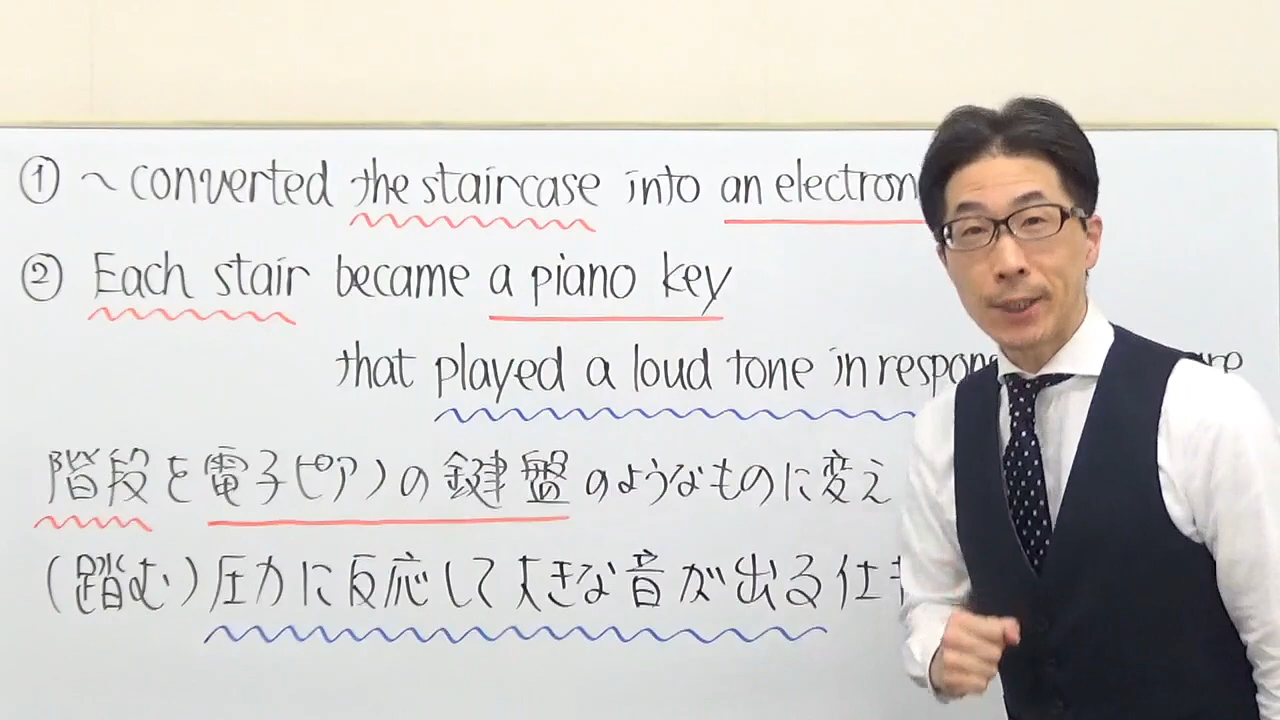 ① ～converted the staircase into an electron
② Each stair became a piano key
that played a loud tone in respon
階段を電子ピアノの鍵盤のようなものに変え
(踏む)圧力に反応して大きな音が出る仕